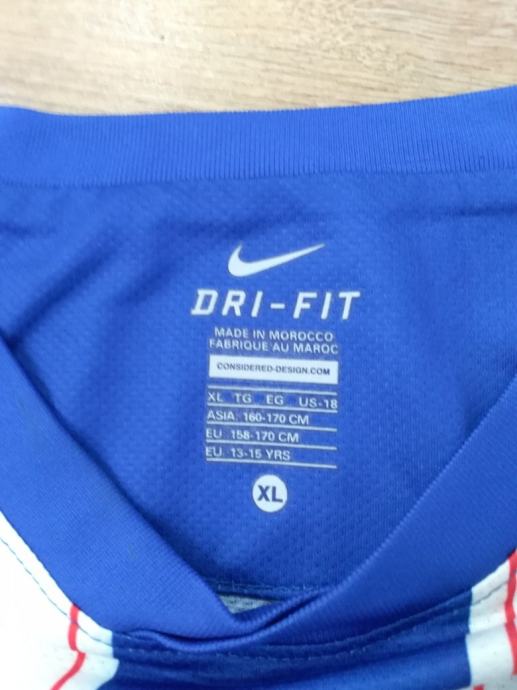 DRI-FIT
MADE IN MOROCCO
FABRIQUE AU MAROC
CONSIDERED-DESIGN.COM
XL TG EG US-18
ASIA: 160-170 CM
EU 158-170 CM
EU: 13-15 YRS
XL